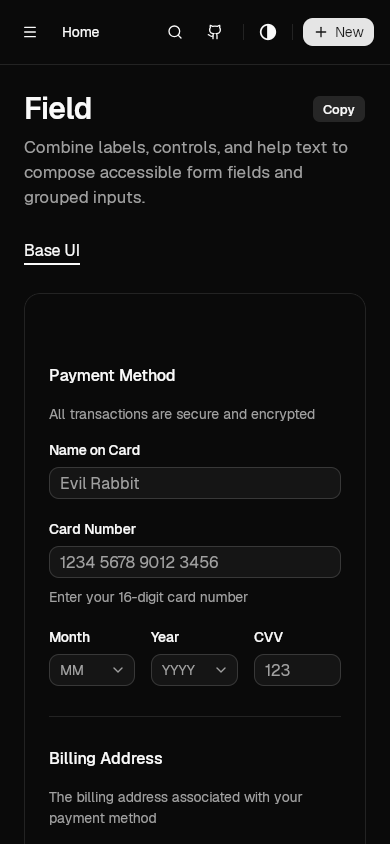 Home
New
Field
Copy
Combine labels, controls, and help text to
compose accessible form fields and
grouped inputs.
Base UI
Payment Method
All transactions are secure and encrypted
Name on Card
Evil Rabbit
Card Number
1234 5678 9012 3456
Enter your 16-digit card number
Month Year CVV
MM YYYY 123
Billing Address
The billing address associated with your
payment method